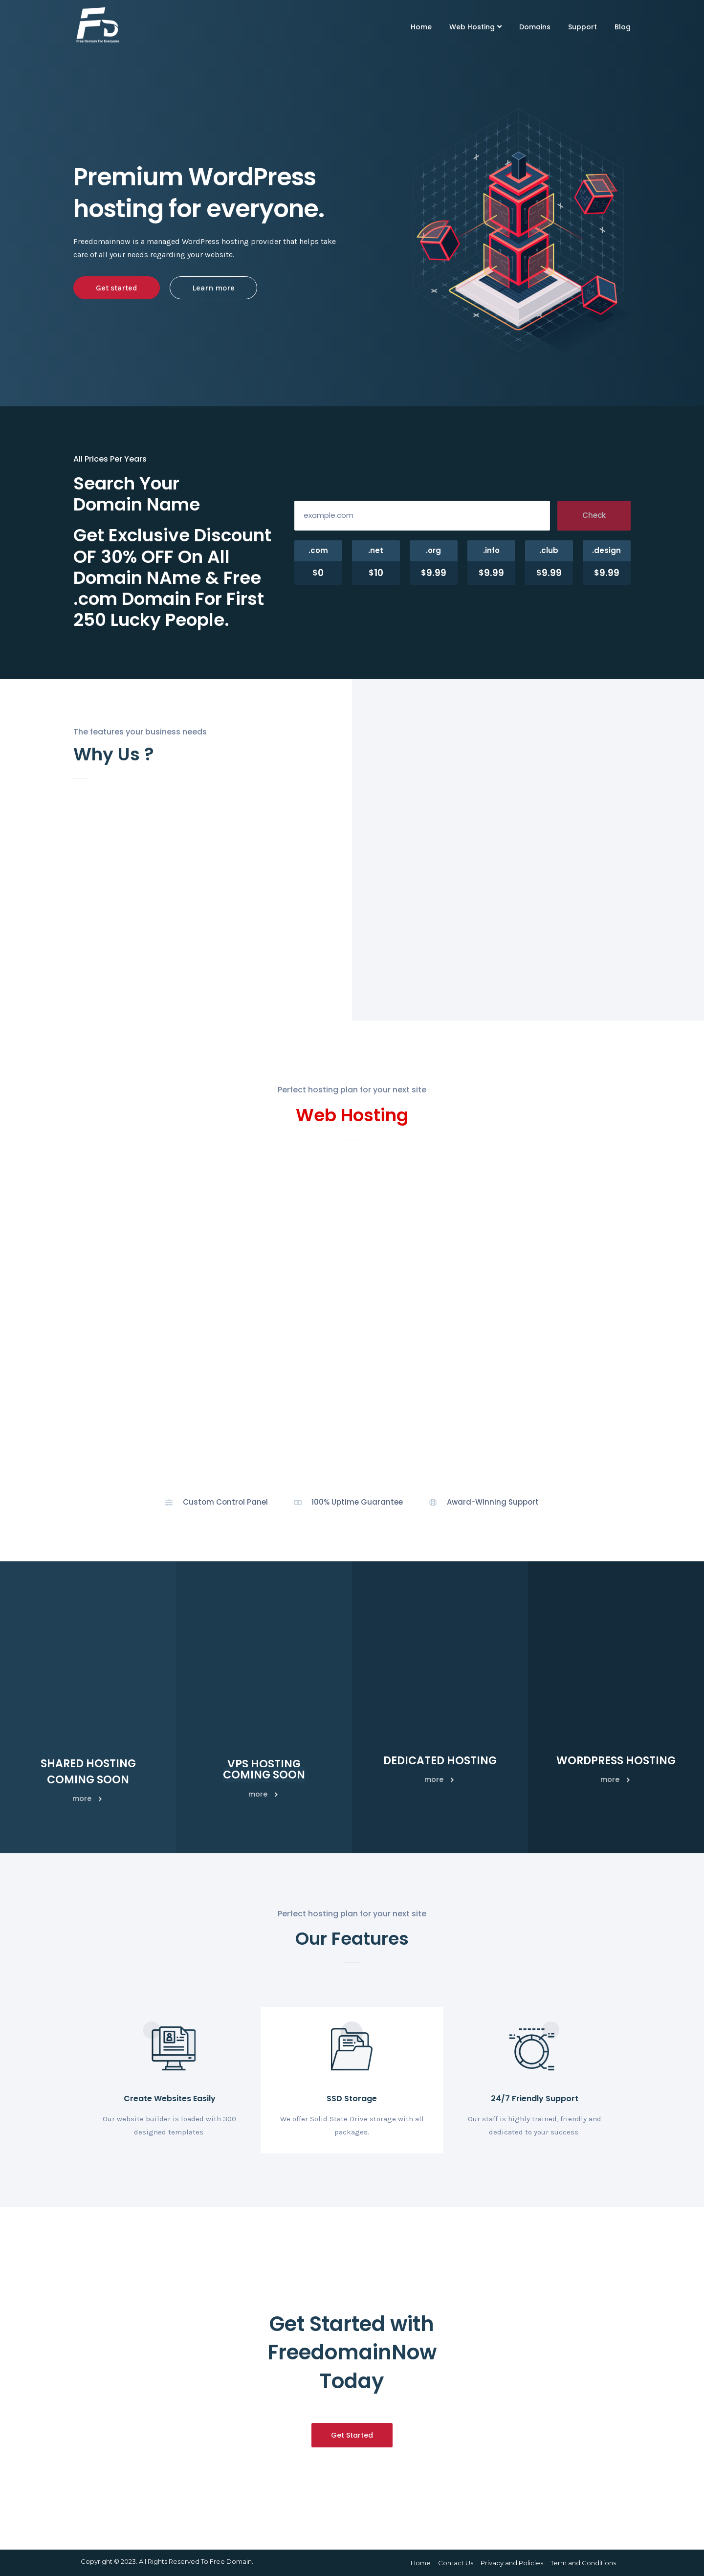 FD
Free Domain For Everyone
Home Web Hosting Domains Support Blog
Premium WordPress
hosting for everyone.
Freedomainnow is a managed WordPress hosting provider that helps take
care of all your needs regarding your website.
Get started Learn more
All Prices Per Years
Search Your
Domain Name
Get Exclusive Discount
OF 30% OFF On All
Domain NAme & Free
.com Domain For First
250 Lucky People.
example.com Check
.com .net .org .info .club .design
$0 $10 $9.99 $9.99 $9.99 $9.99
The features your business needs
Why Us ?
Perfect hosting plan for your next site
Web Hosting
Custom Control Panel 100% Uptime Guarantee Award-Winning Support
SHARED HOSTING
COMING SOON
more
VPS HOSTING
COMING SOON
more
DEDICATED HOSTING
more
WORDPRESS HOSTING
more
Perfect hosting plan for your next site
Our Features
Create Websites Easily
Our website builder is loaded with 300
designed templates.
SSD Storage
We offer Solid State Drive storage with all
packages.
24/7 Friendly Support
Our staff is highly trained, friendly and
dedicated to your success.
Get Started with
FreedomainNow
Today
Get Started
Copyright © 2023. All Rights Reserved To Free Domain.
Home Contact Us Privacy and Policies Term and Conditions